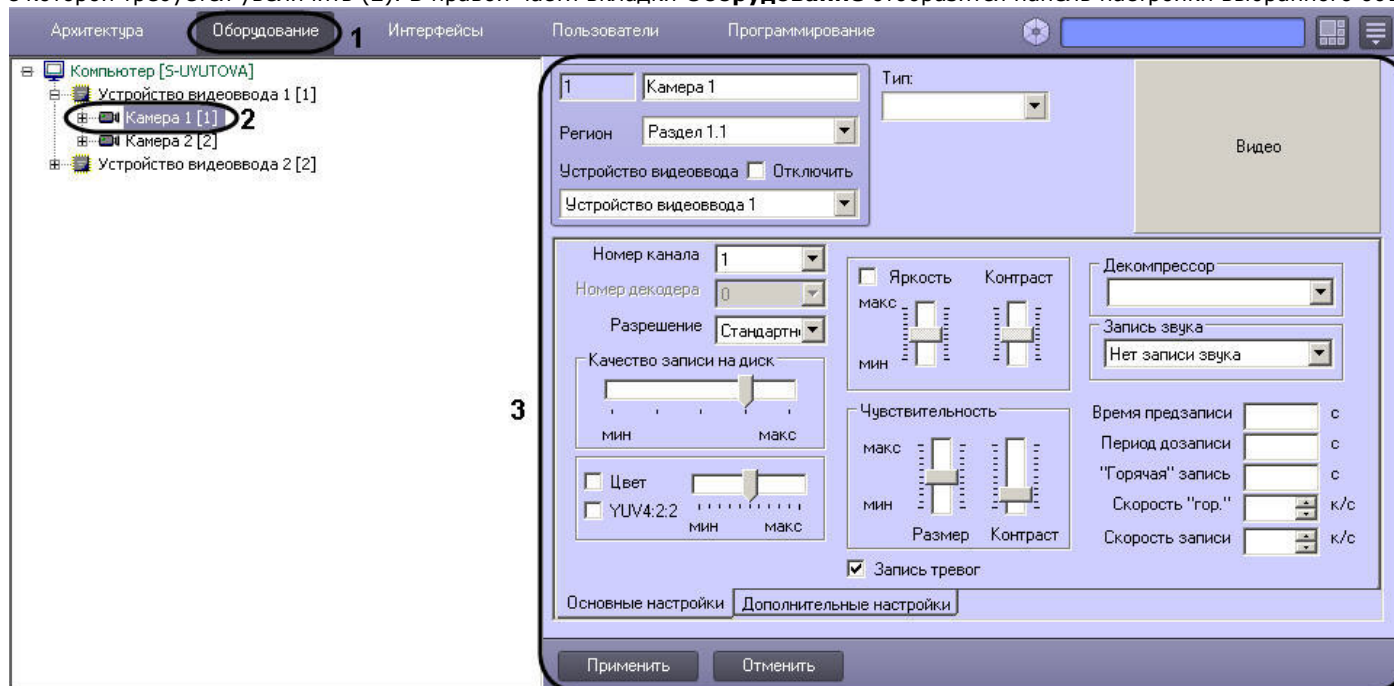 Архитектура Оборудование 1 Интерфейсы Пользователи Программирование
Компьютер [S-UYUTOVA]
Устройство видеоввода 1 [1]
Камера 1 [1] 2
Камера 2 [2]
Устройство видеоввода 2 [2]
3
1 Камера 1
Регион Раздел 1.1
Устройство видеоввода Отключить
Устройство видеоввода 1
Тип:
Видео
Номер канала 1
Номер декодера 0
Разрешение Стандартн
Качество записи на диск
мин макс
Цвет
YUV4:2:2
мин макс
Яркость Контраст
макс
мин
Чувствительность
макс
мин
Размер Контраст
Запись тревог
Декомпрессор
Запись звука
Нет записи звука
Время предзаписи с
Период дозаписи с
"Горячая" запись с
Скорость "гор." к/с
Скорость записи к/с
Основные настройки Дополнительные настройки
Применить Отменить